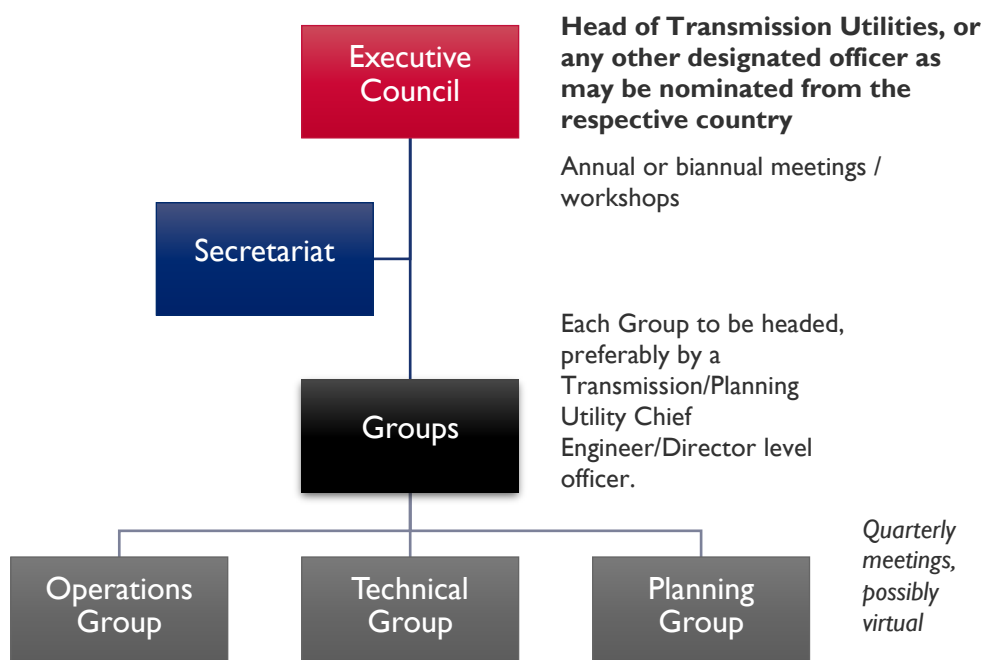 Executive
Council
Head of Transmission Utilities, or
any other designated officer as
may be nominated from the
respective country
Annual or biannual meetings /
workshops
Secretariat
Groups
Each Group to be headed,
preferably by a
Transmission/Planning
Utility Chief
Engineer/Director level
officer.
Operations
Group
Technical
Group
Planning
Group
Quarterly
meetings,
possibly
virtual